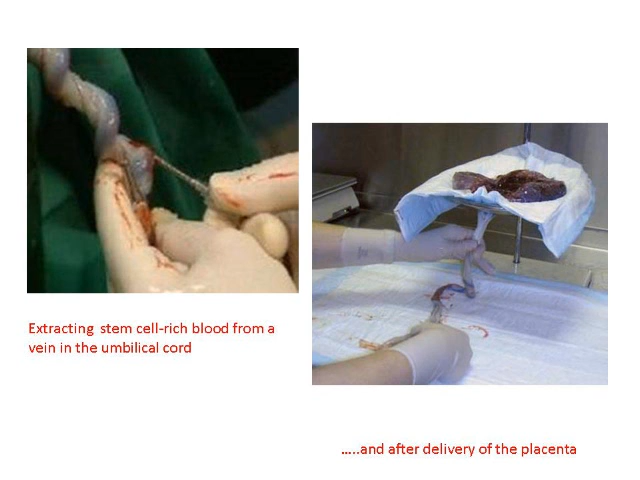 Extracting stem cell-rich blood from a
vein in the umbilical cord
…..and after delivery of the placenta